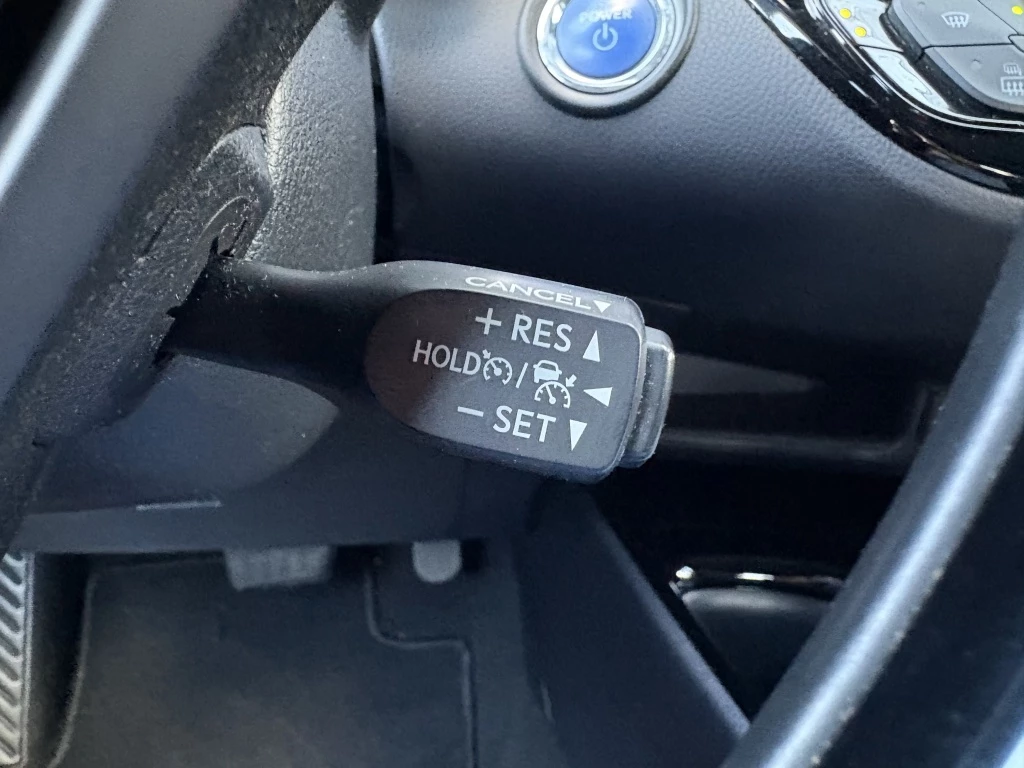 POWER
CANCEL▼
+ RES ▲
HOLD / ◀
− SET ▼